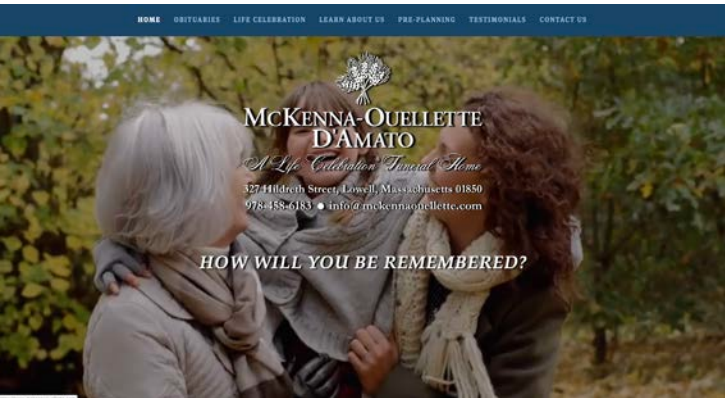 HOME OBITUARIES LIFE CELEBRATION LEARN ABOUT US PRE-PLANNING TESTIMONIALS CONTACT US
MCKENNA-OUELLETTE
D'AMATO
A Life Celebration Funeral Home
327 Hildreth Street, Lowell, Massachusetts 01850
978-458-6183 ● info@mckennaouellette.com
HOW WILL YOU BE REMEMBERED?